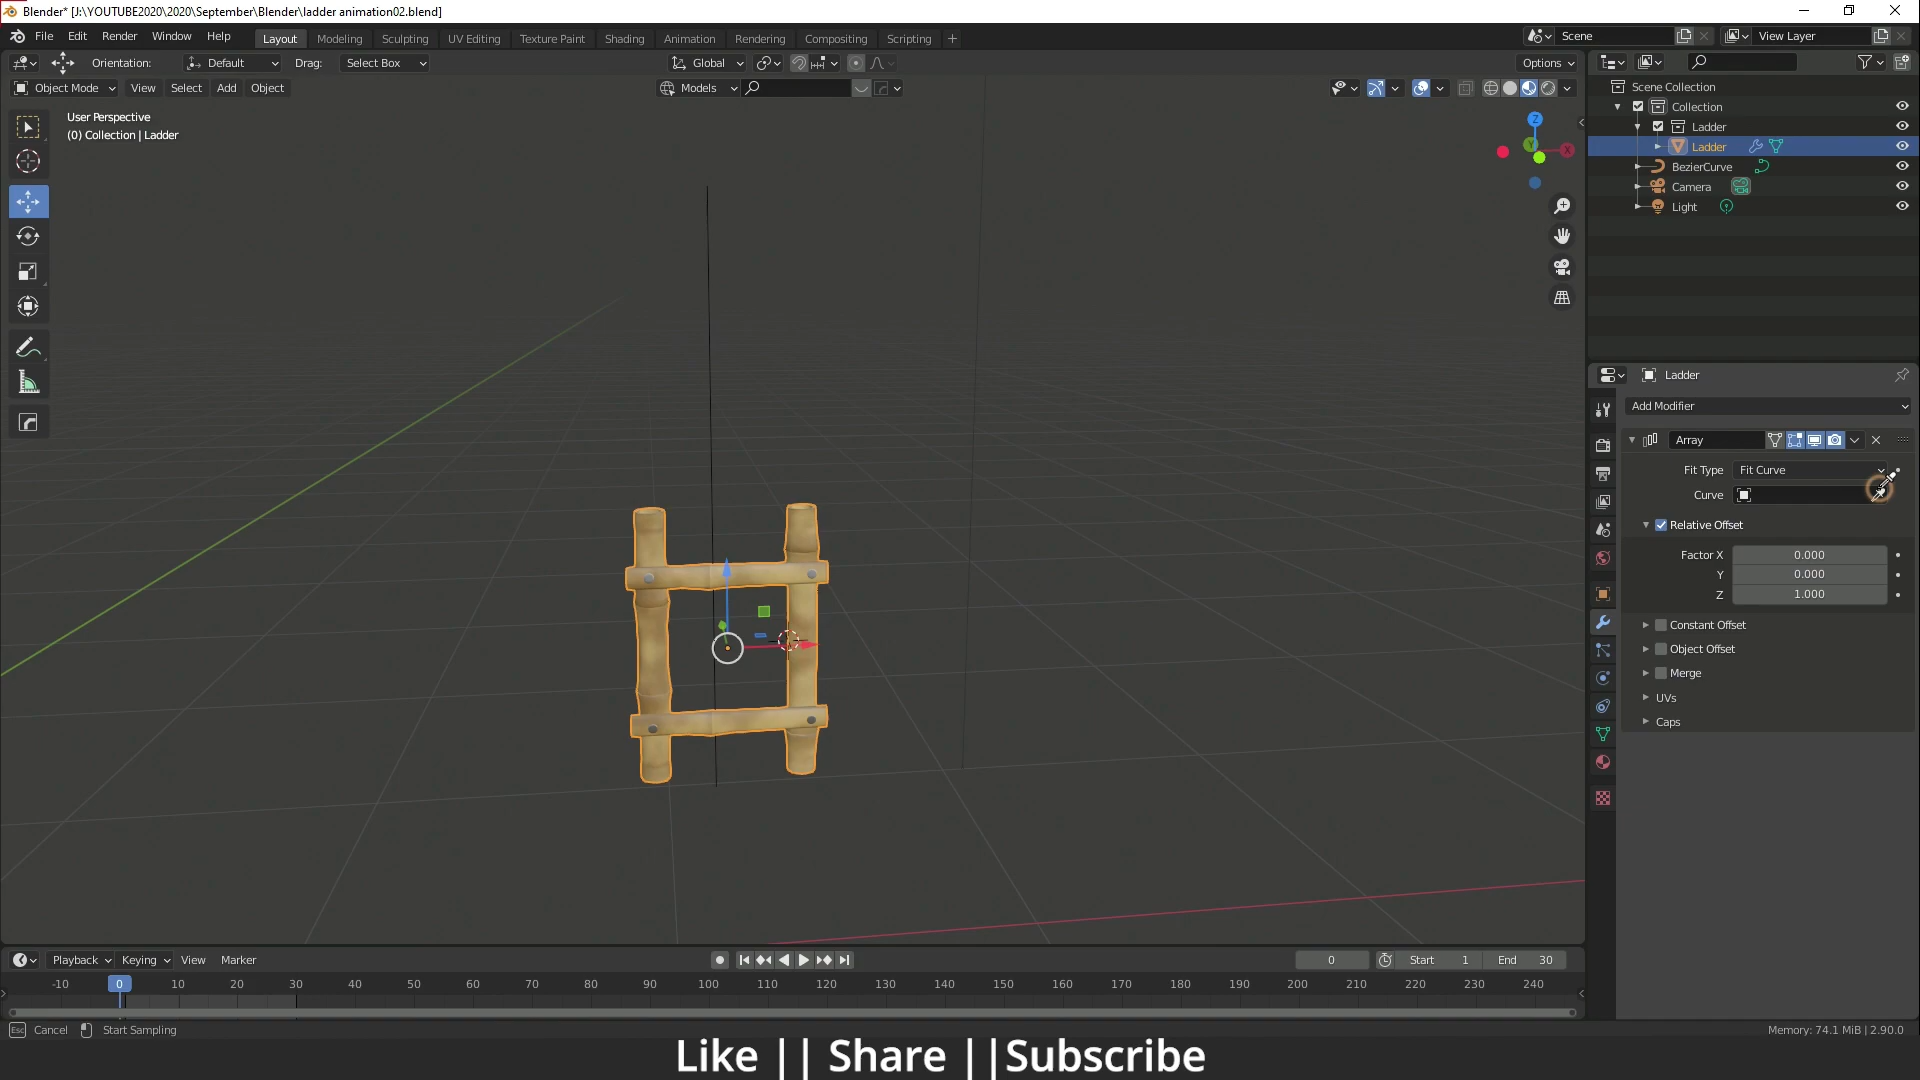 Blender* [J:\YOUTUBE2020\2020\September\Blender\ladder animation02.blend]
File Edit Render Window Help Layout Modeling Sculpting UV Editing Texture Paint Shading Animation Rendering Compositing Scripting + Scene View Layer
Orientation: Default Drag: Select Box Global Options
Object Mode View Select Add Object Models
User Perspective
(0) Collection | Ladder
Z
Y
X
Scene Collection
Collection
Ladder
Ladder
BezierCurve
Camera
Light
Ladder
Add Modifier
Array
Fit Type Fit Curve
Curve
Relative Offset
Factor X 0.000
Y 0.000
Z 1.000
Constant Offset
Object Offset
Merge
UVs
Caps
Playback Keying View Marker 0 Start 1 End 30
-10 0 10 20 30 40 50 60 70 80 90 100 110 120 130 140 150 160 170 180 190 200 210 220 230 240
Esc Cancel Start Sampling Memory: 74.1 MiB | 2.90.0
Like || Share ||Subscribe